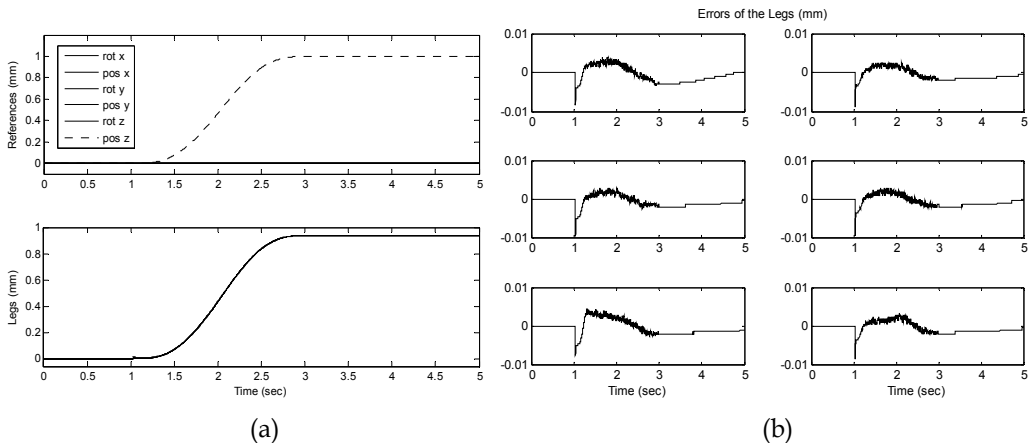 References (mm)
1
0.8
0.6
0.4
0.2
0
rot x
pos x
rot y
pos y
rot z
pos z
0 0.5 1 1.5 2 2.5 3 3.5 4 4.5 5
Legs (mm)
1
0.8
0.6
0.4
0.2
0
0 0.5 1 1.5 2 2.5 3 3.5 4 4.5 5
Time (sec)
(a)
Errors of the Legs (mm)
0.01
0
-0.01
0 1 2 3 4 5
0.01
0
-0.01
0 1 2 3 4 5
0.01
0
-0.01
0 1 2 3 4 5
0.01
0
-0.01
0 1 2 3 4 5
0.01
0
-0.01
0 1 2 3 4 5
Time (sec)
0.01
0
-0.01
0 1 2 3 4 5
Time (sec)
(b)